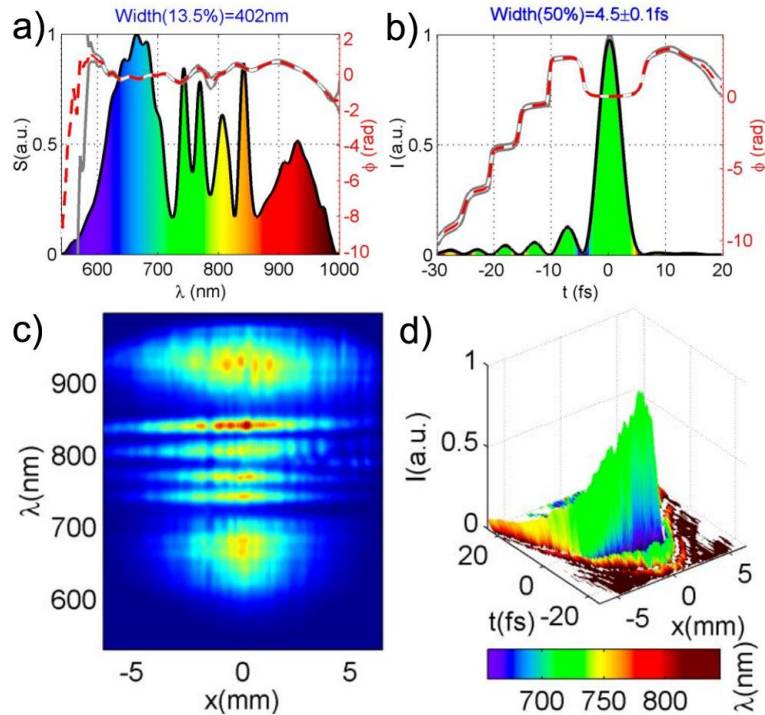 a)
Width(13.5%)=402nm
1
0.5
0
S(a.u.)
600
700
800
900
1000
λ (nm)
2
0
-2
-4
-6
-8
-10
ϕ (rad)
b)
Width(50%)=4.5±0.1fs
1
0.5
0
I (a.u.)
-30
-20
-10
0
10
20
t (fs)
0
-5
-10
ϕ (rad)
c)
900
800
700
600
λ(nm)
-5
0
5
x(mm)
d)
1
0.5
0
I(a.u.)
20
0
-20
t(fs)
-5
0
5
x(mm)
700
750
800
λ(nm)